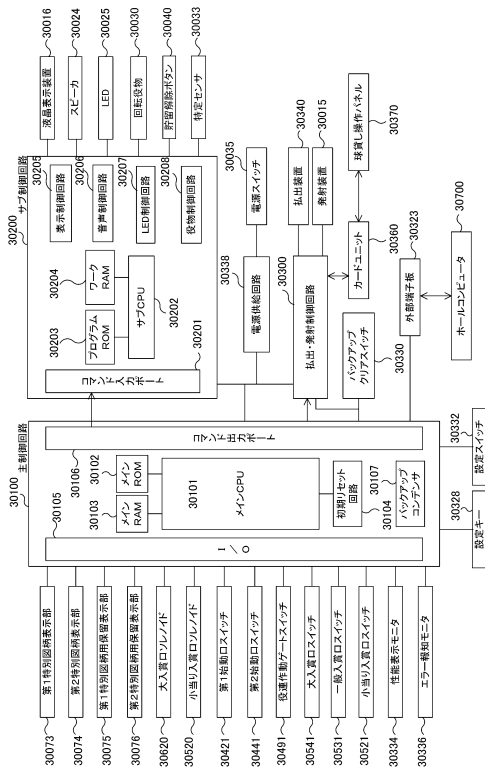 30100 主制御回路
30105
I/O
30106
コマンド出力ポート
30103
メインRAM
30102
メインROM
30101
メインCPU
初期リセット回路
30104
30107
バックアップコンデンサ
30073
第1特別図柄表示部
30074
第2特別図柄表示部
30075
第1特別図柄用保留表示部
30076
第2特別図柄用保留表示部
30620
大入賞口ソレノイド
30520
小当り入賞口ソレノイド
30421
第1始動口スイッチ
30441
第2始動口スイッチ
30491
役連作動ゲートスイッチ
30541
大入賞口スイッチ
30531
一般入賞口スイッチ
30521
小当り入賞口スイッチ
30334
性能表示モニタ
30336
エラー報知モニタ
30328
設定キー
30332
設定スイッチ
30200 サブ制御回路
コマンド入力ポート
30201
30203
プログラムROM
30204
ワークRAM
サブCPU
30202
30205
表示制御回路
30206
音声制御回路
30207
LED制御回路
30208
役物制御回路
液晶表示装置
30016
スピーカ
30024
LED
30025
回転役物
30030
貯留解除ボタン
30040
特定センサ
30033
30338
電源供給回路
電源スイッチ
30035
30300
払出・発射制御回路
払出装置
30340
発射装置
30015
バックアップクリアスイッチ
30330
カードユニット
30360
球貸し操作パネル
30370
外部端子板
30323
ホールコンピュータ
30700